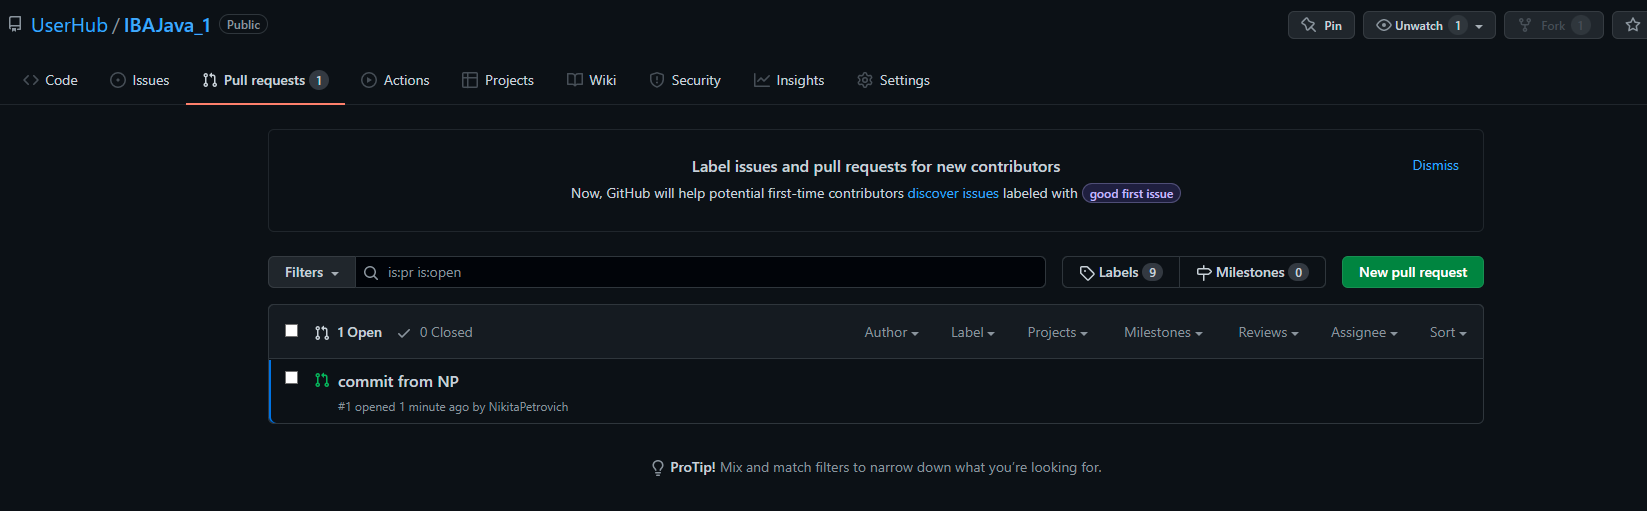 UserHub / IBAJava_1 Public Pin Unwatch 1 Fork 1
Code Issues Pull requests 1 Actions Projects Wiki Security Insights Settings
Label issues and pull requests for new contributors Dismiss
Now, GitHub will help potential first-time contributors discover issues labeled with good first issue
Filters is:pr is:open Labels 9 Milestones 0 New pull request
1 Open 0 Closed Author Label Projects Milestones Reviews Assignee Sort
commit from NP
#1 opened 1 minute ago by NikitaPetrovich
ProTip! Mix and match filters to narrow down what you’re looking for.